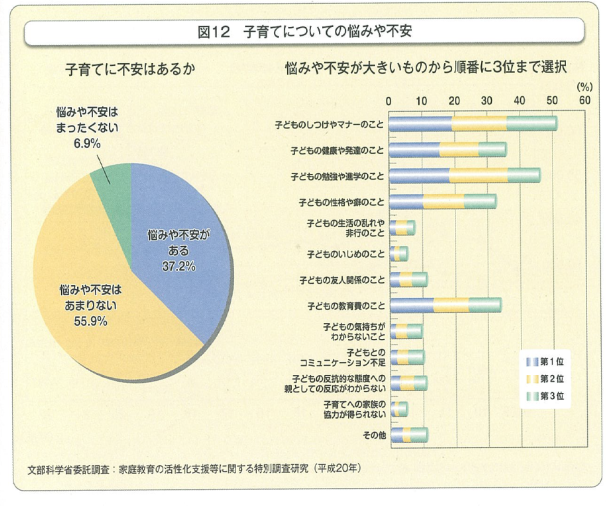 図12 子育てについての悩みや不安
子育てに不安はあるか
悩みや不安は
まったくない
6.9%
悩みや不安が
ある
37.2%
悩みや不安は
あまりない
55.9%
悩みや不安が大きいものから順番に3位まで選択
(%)
0 10 20 30 40 50 60
子どものしつけやマナーのこと
子どもの健康や発達のこと
子どもの勉強や進学のこと
子どもの性格や癖のこと
子どもの生活の乱れや
非行のこと
子どものいじめのこと
子どもの友人関係のこと
子どもの教育費のこと
子どもの気持ちが
わからないこと
子どもとの
コミュニケーション不足
子どもの反抗的な態度への
親としての反応がわからない
子育てへの家族の
協力が得られない
その他
第1位
第2位
第3位
文部科学省委託調査：家庭教育の活性化支援等に関する特別調査研究（平成20年）